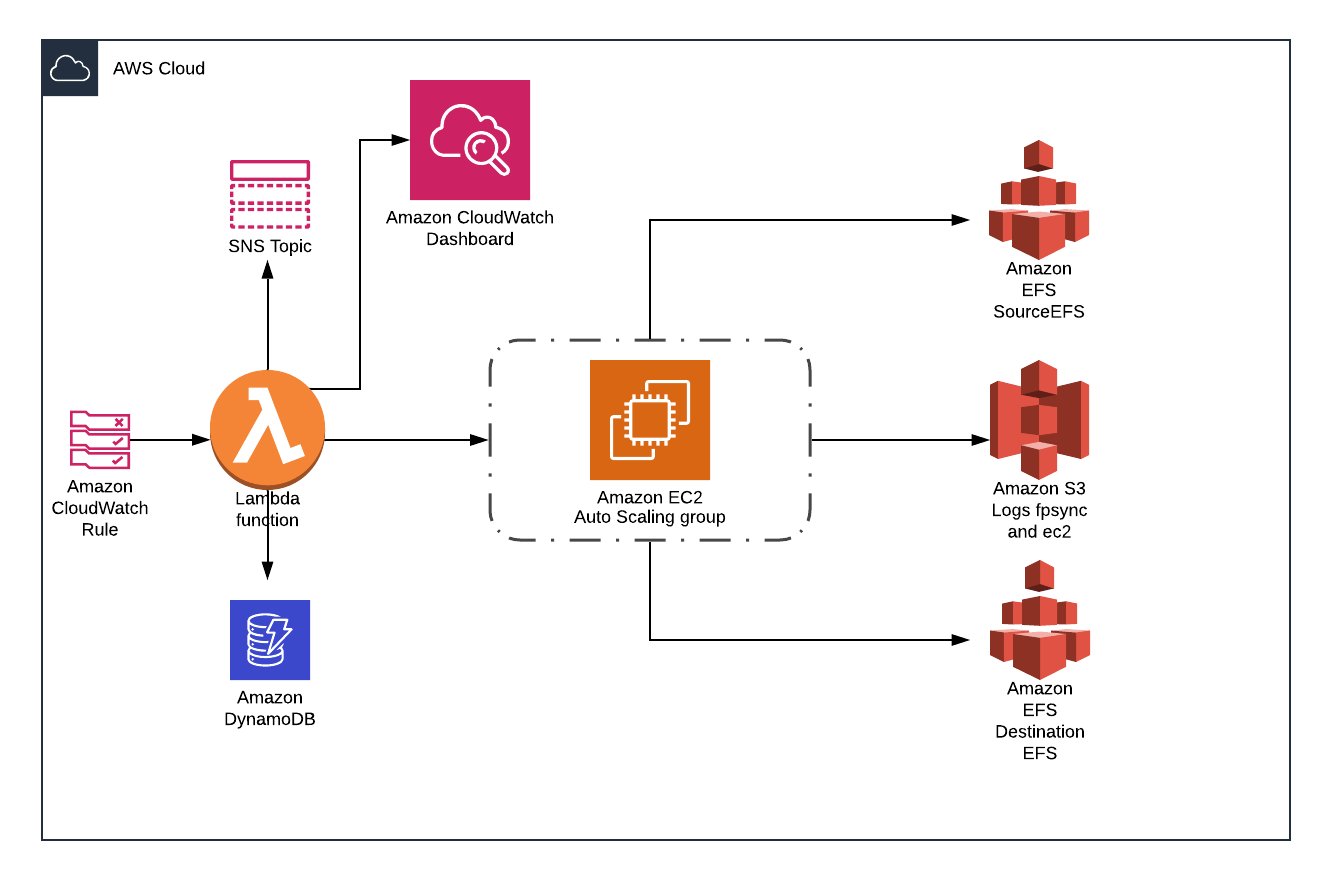 AWS Cloud
Amazon CloudWatch
Dashboard
SNS Topic
Amazon
EFS
SourceEFS
Amazon
CloudWatch
Rule
Lambda
function
Amazon EC2
Auto Scaling group
Amazon S3
Logs fpsync
and ec2
Amazon
DynamoDB
Amazon
EFS
Destination
EFS